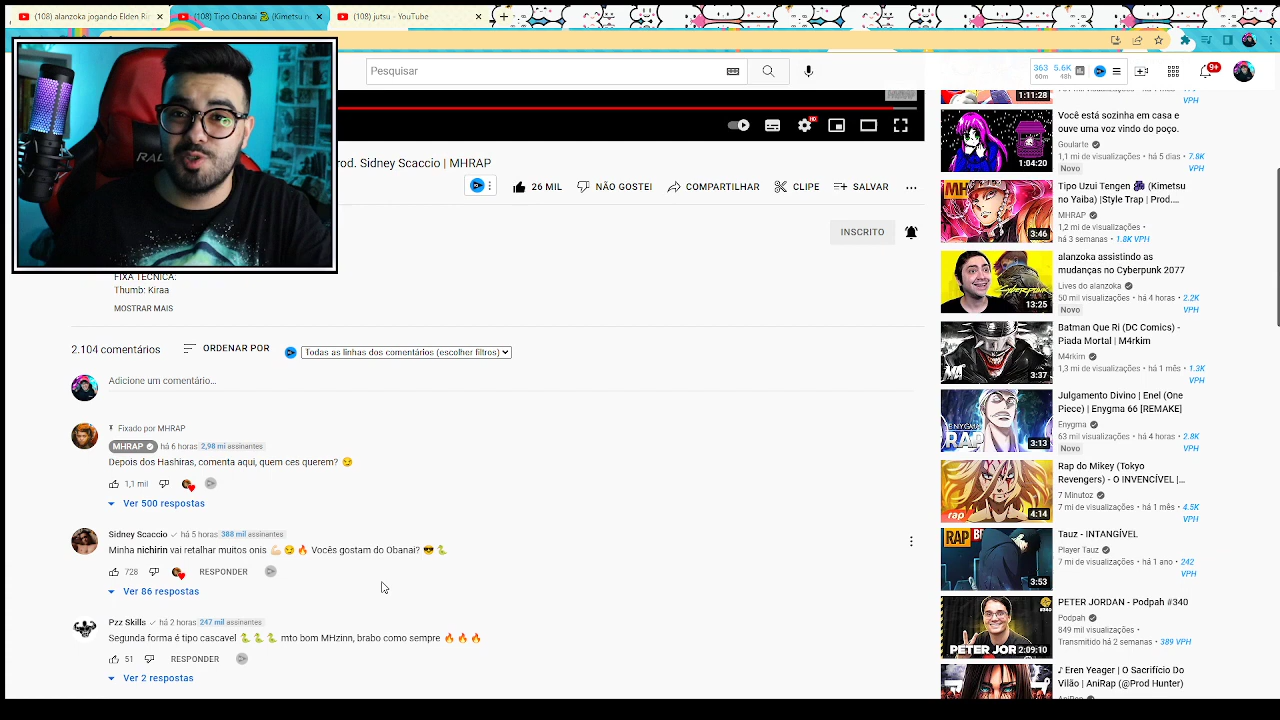 (108) alanzoka jogando Elden Ri
(108) Tipo Obanai 🐍 (Kimetsu n
(108) jutsu - YouTube
Pesquisar
363
60m
5.6K
48h
9+
rod. Sidney Scaccio | MHRAP
26 MIL
NÃO GOSTEI
COMPARTILHAR
CLIPE
SALVAR
INSCRITO
FIXA TECNICA:
Thumb: Kiraa
MOSTRAR MAIS
2.104 comentários
ORDENAR POR
Todas as linhas dos comentários (escolher filtros)
Adicione um comentário...
Fixado por MHRAP
MHRAP há 6 horas 2,98 mi assinantes
Depois dos Hashiras, comenta aqui, quem ces querem? 😏
1,1 mil
Ver 500 respostas
Sidney Scaccio há 5 horas 388 mil assinantes
Minha nichirin vai retalhar muitos onis 💪🏻 😏 🔥 Vocês gostam do Obanai? 😎 🐍
728
RESPONDER
Ver 86 respostas
Pzz Skills há 2 horas 247 mil assinantes
Segunda forma é tipo cascavel 🐍 🐍 🐍 mto bom MHzinn, brabo como sempre 🔥 🔥 🔥
51
RESPONDER
Ver 2 respostas
1:11:28
VPH
Você está sozinha em casa e
ouve uma voz vindo do poço.
Goularte
1,1 mi de visualizações • há 5 dias • 7.8K
VPH
Novo
1:04:20
Tipo Uzui Tengen (Kimetsu
no Yaiba) |Style Trap | Prod....
MHRAP
1,2 mi de visualizações •
há 3 semanas • 1.8K VPH
MH
3:46
alanzoka assistindo as
mudanças no Cyberpunk 2077
Lives do alanzoka
50 mil visualizações • há 4 horas • 2.2K
VPH
Novo
13:25
Batman Que Ri (DC Comics) -
Piada Mortal | M4rkim
M4rkim
1,3 mi de visualizações • há 1 mês • 1.3K
VPH
3:37
Julgamento Divino | Enel (One
Piece) | Enygma 66 [REMAKE]
Enygma
63 mil visualizações • há 4 horas • 2.8K
VPH
Novo
ENYGMA
RAP
3:13
Rap do Mikey (Tokyo
Revengers) - O INVENCÍVEL |...
7 Minutoz
7 mi de visualizações • há 1 mês • 4.5K
VPH
rap
4:14
Tauz - INTANGÍVEL
Player Tauz
7 mi de visualizações • há 1 ano • 242
VPH
RAP
3:53
PETER JORDAN - Podpah #340
Podpah
849 mil visualizações •
Transmitido há 2 semanas • 389 VPH
#340
PETER JOR
2:09:10
♪ Eren Yeager | O Sacrifício Do
Vilão | AniRap (@Prod Hunter)